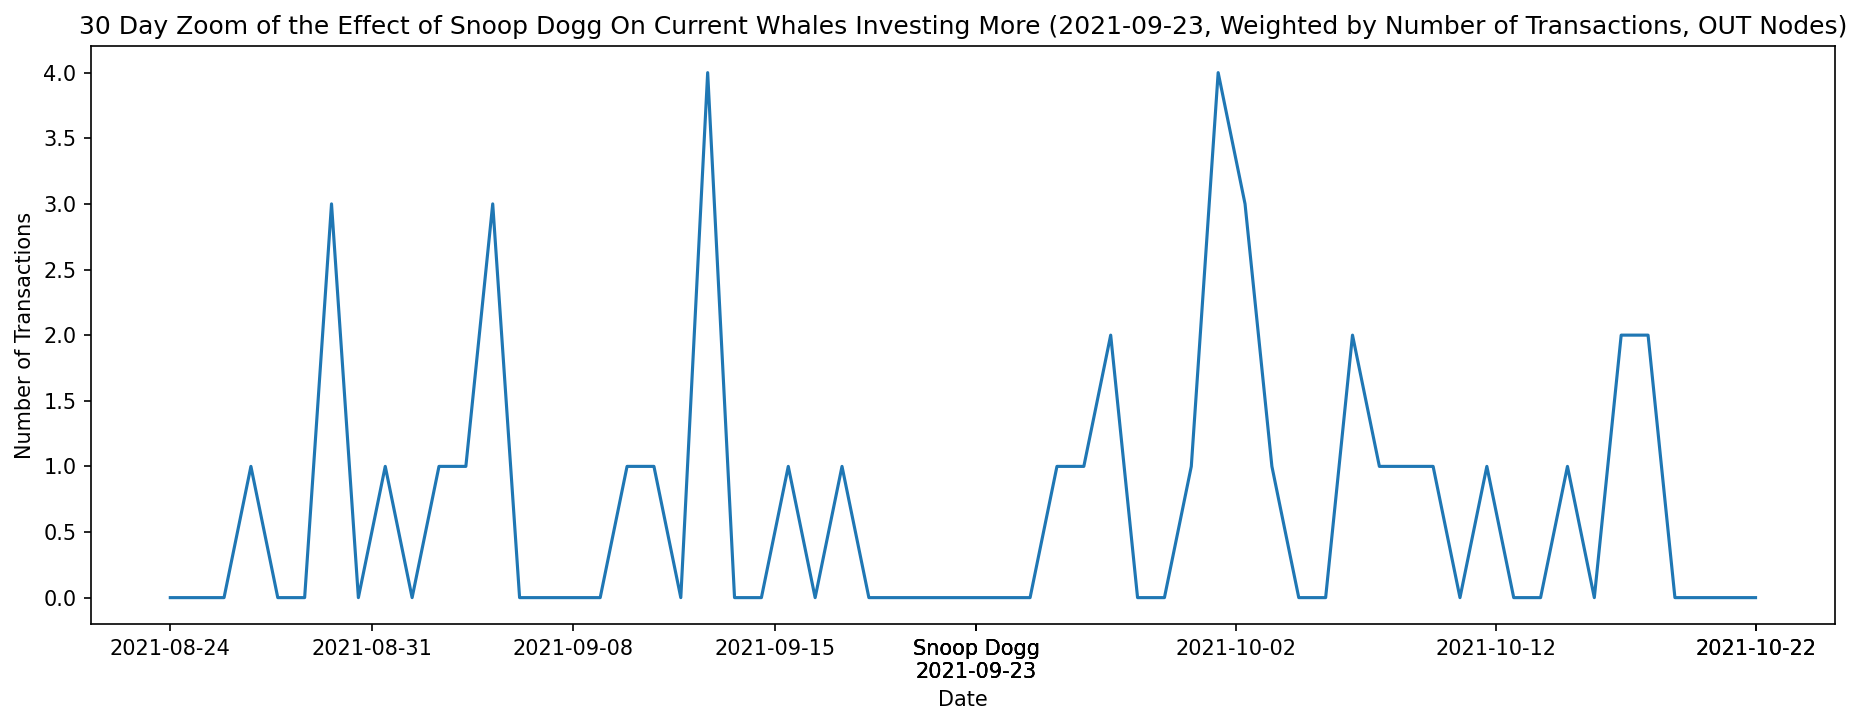 30 Day Zoom of the Effect of Snoop Dogg On Current Whales Investing More (2021-09-23, Weighted by Number of Transactions, OUT Nodes)
Number of Transactions
4.0
3.5
3.0
2.5
2.0
1.5
1.0
0.5
0.0
2021-08-24 2021-08-31 2021-09-08 2021-09-15 Snoop Dogg 2021-10-02 2021-10-12 2021-10-22
2021-09-23
Date